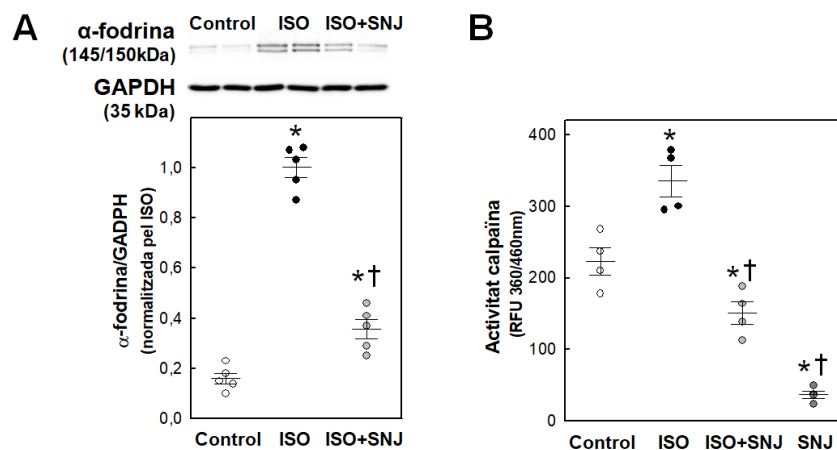 A
α-fodrina
(145/150kDa)
Control ISO ISO+SNJ
GAPDH
(35 kDa)
α-fodrina/GADPH
(normalitzada pel ISO)
1,0
0,8
0,6
0,4
0,2
0,0
*
*†
Control ISO ISO+SNJ
B
Activitat calpaïna
(RFU 360/460nm)
400
300
200
100
0
*
*†
*†
Control ISO ISO+SNJ SNJ